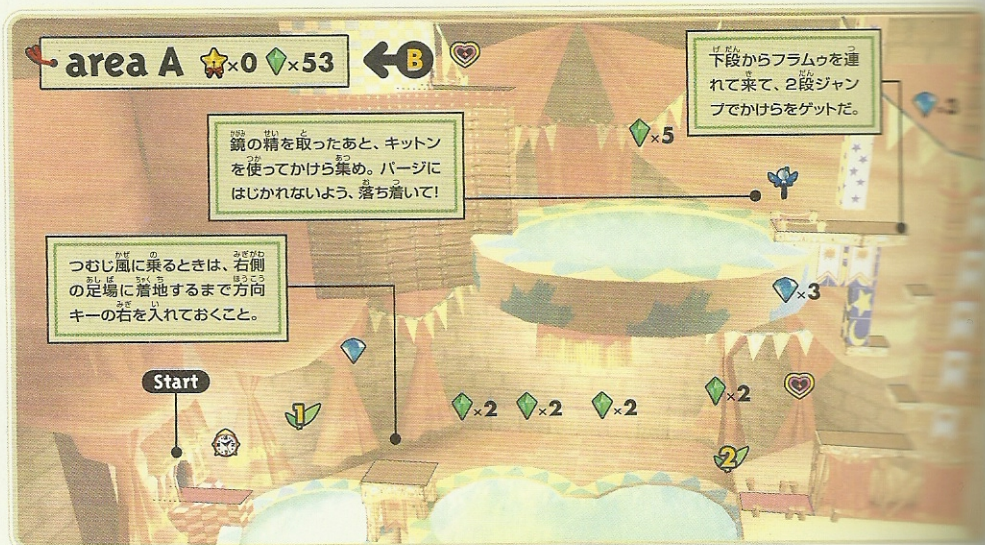 area A ×0 ×53
B
下段からフラムゥを連
れて来て、2段ジャン
プでかけらをゲットだ。
×5
×3
鏡の精を取ったあと、キットン
を使ってかけら集め。バージに
はじかれないよう、落ち着いて!
つむじ風に乗るときは、右側
の足場に着地するまで方向
キーの右を入れておくこと。
×3
Start
1
×2 ×2 ×2 ×2
2